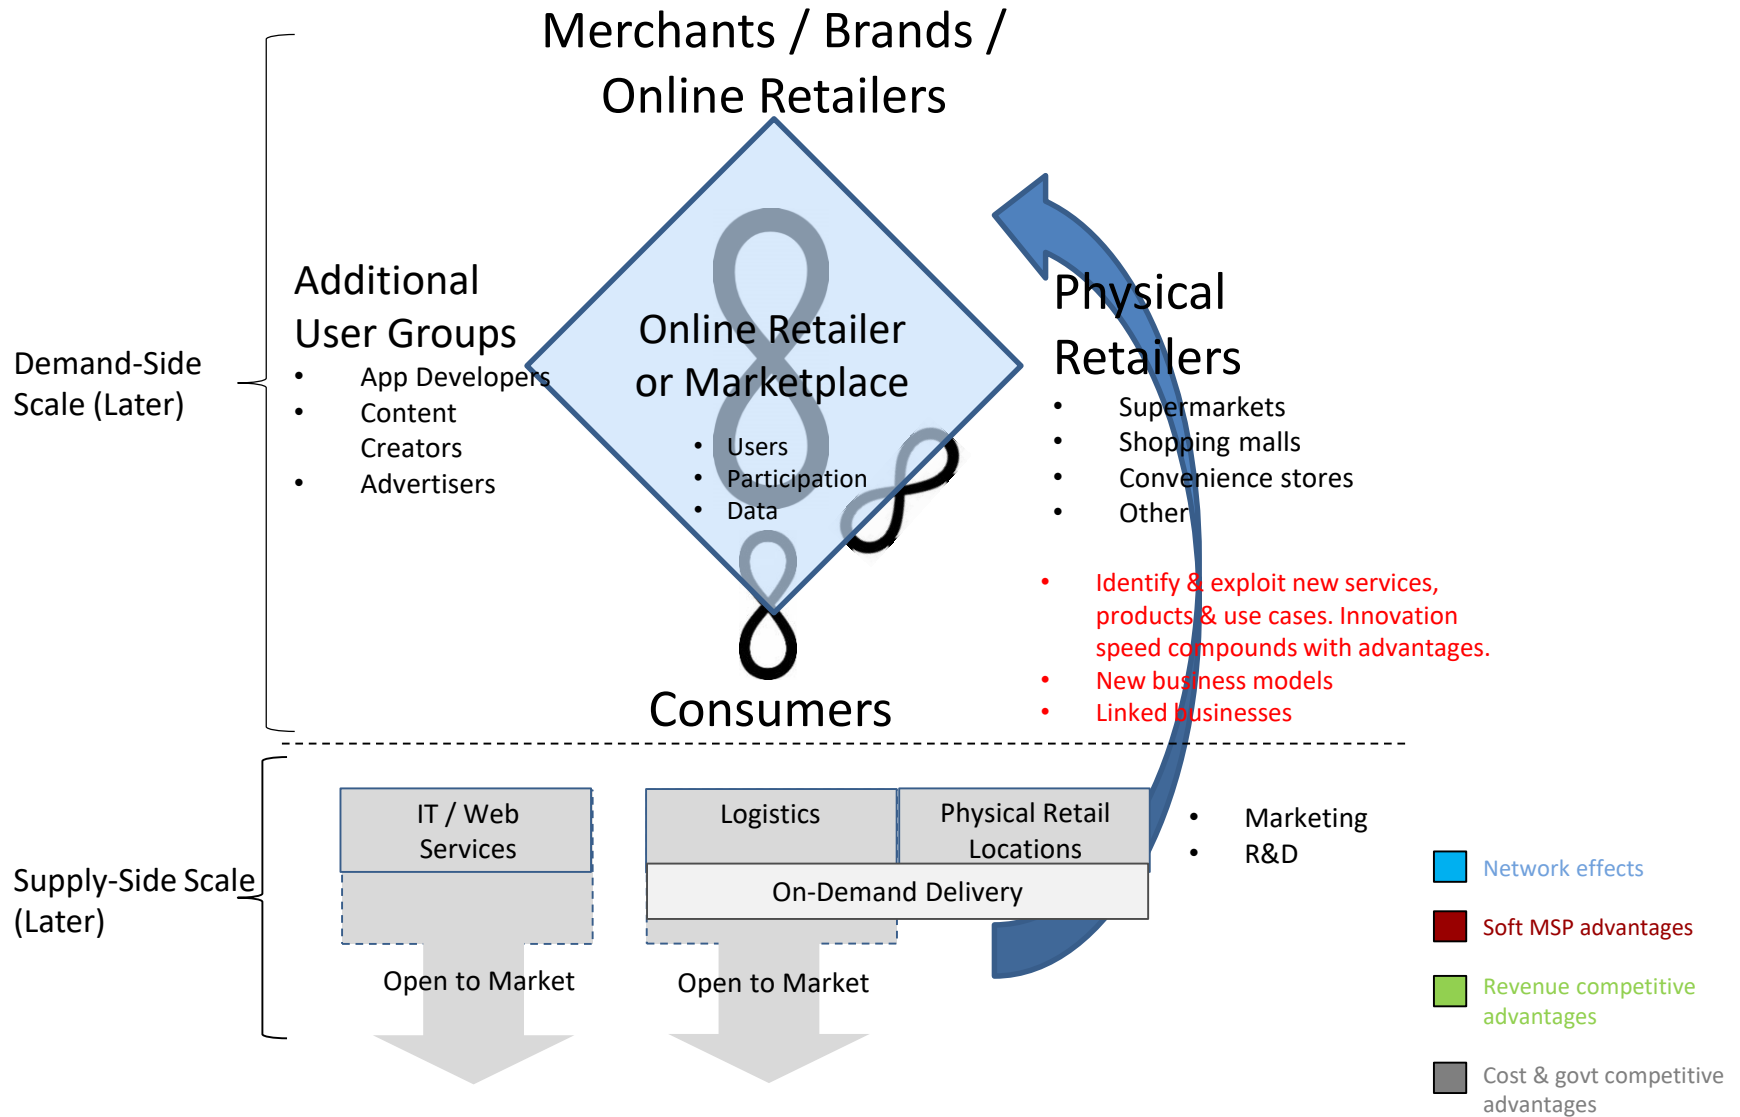 Merchants / Brands /
Online Retailers
Demand-Side
Scale (Later)
Additional
User Groups
• App Developers
• Content
Creators
• Advertisers
Online Retailer
or Marketplace
• Users
• Participation
• Data
Physical
Retailers
• Supermarkets
• Shopping malls
• Convenience stores
• Other
• Identify & exploit new services,
products & use cases. Innovation
speed compounds with advantages.
• New business models
• Linked businesses
Consumers
Supply-Side Scale
(Later)
IT / Web
Services
Logistics
Physical Retail
Locations
On-Demand Delivery
• Marketing
• R&D
Open to Market
Open to Market
Network effects
Soft MSP advantages
Revenue competitive
advantages
Cost & govt competitive
advantages